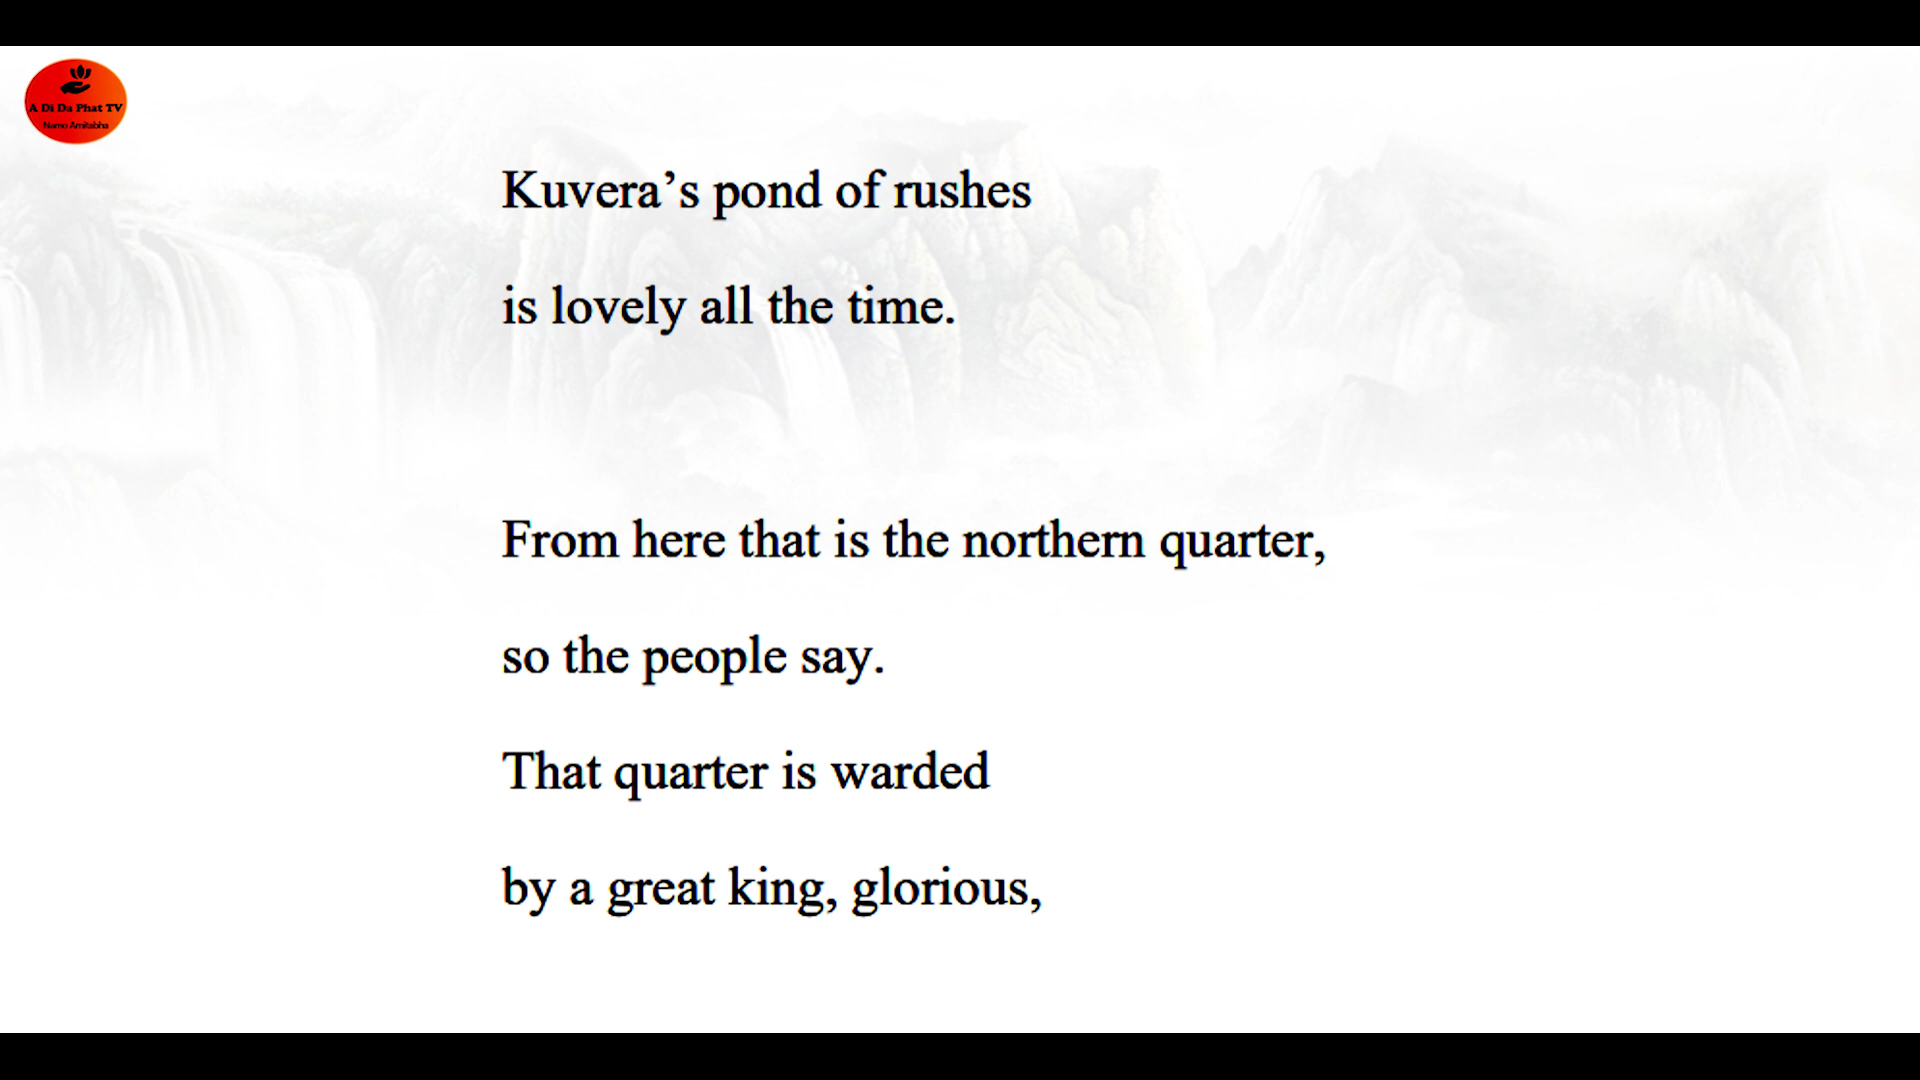 A Di Da Phat TV
Namo Amitabha
Kuvera’s pond of rushes
is lovely all the time.
From here that is the northern quarter,
so the people say.
That quarter is warded
by a great king, glorious,